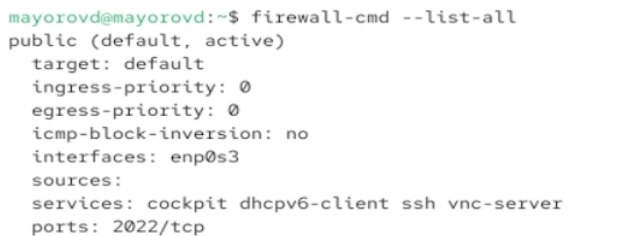 mayorovd@mayorovd:~$ firewall-cmd --list-all
public (default, active)
  target: default
  ingress-priority: 0
  egress-priority: 0
  icmp-block-inversion: no
  interfaces: enp0s3
  sources:
  services: cockpit dhcpv6-client ssh vnc-server
  ports: 2022/tcp